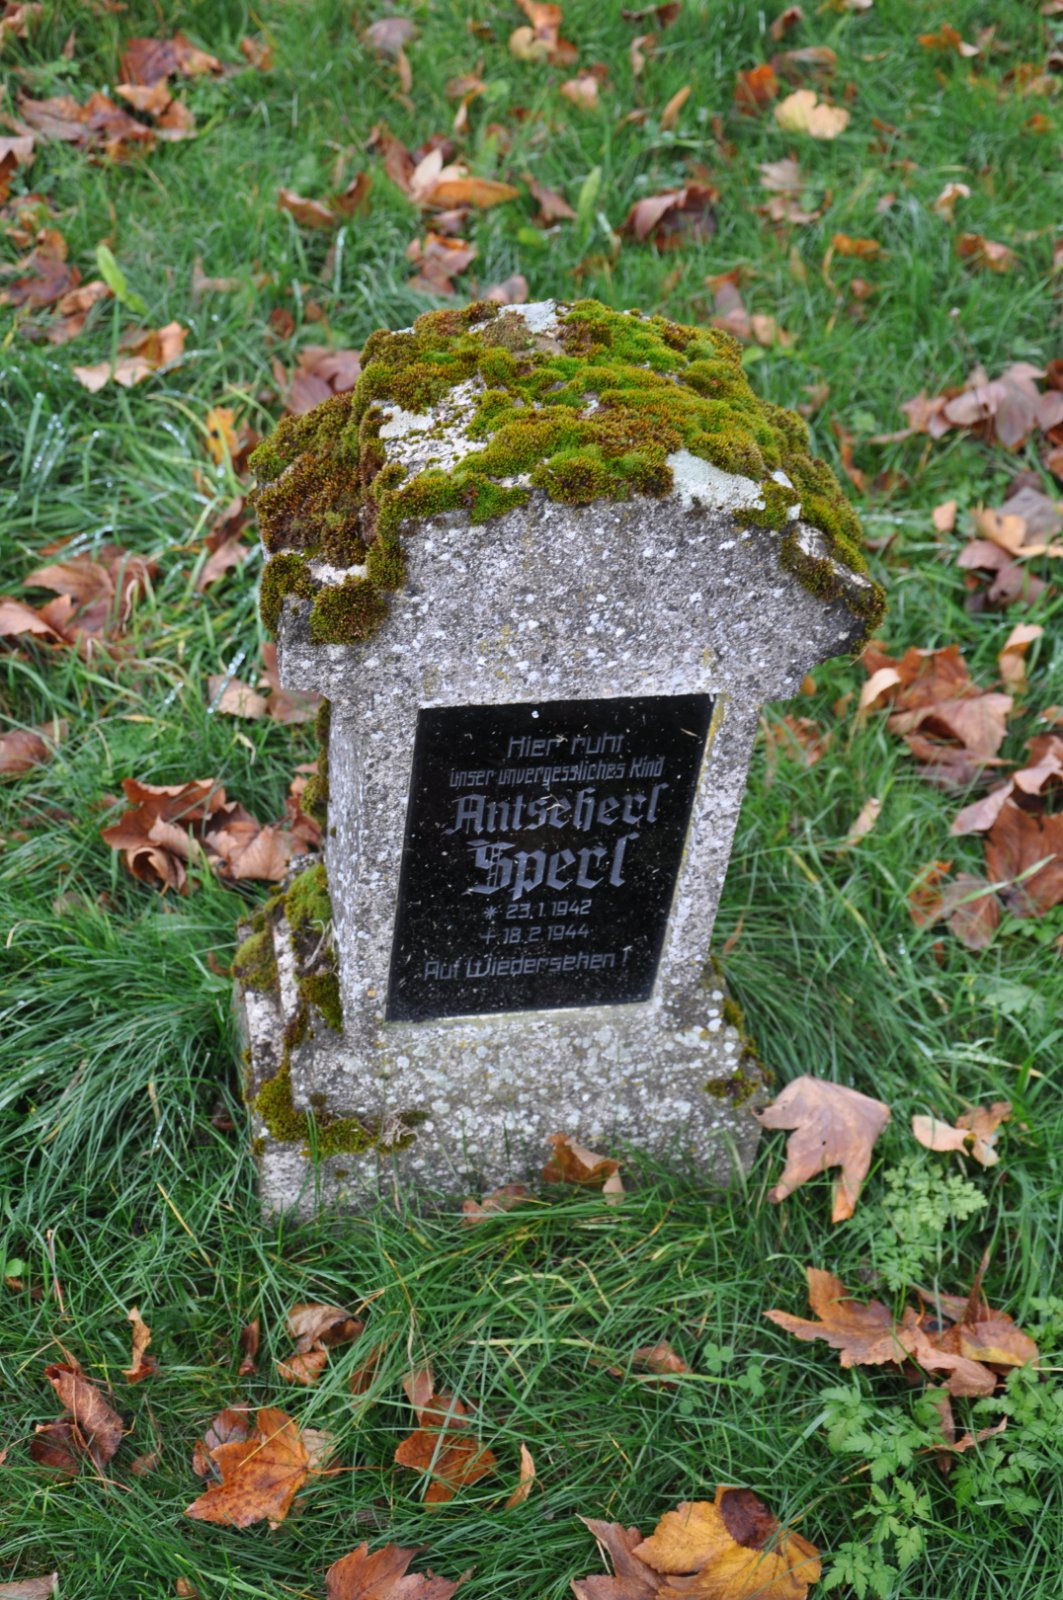 Hier ruht
unser unvergessliches Kind
Antscherl
Sperl
* 23.1.1942
+ 18.2.1944
Auf Wiedersehen !